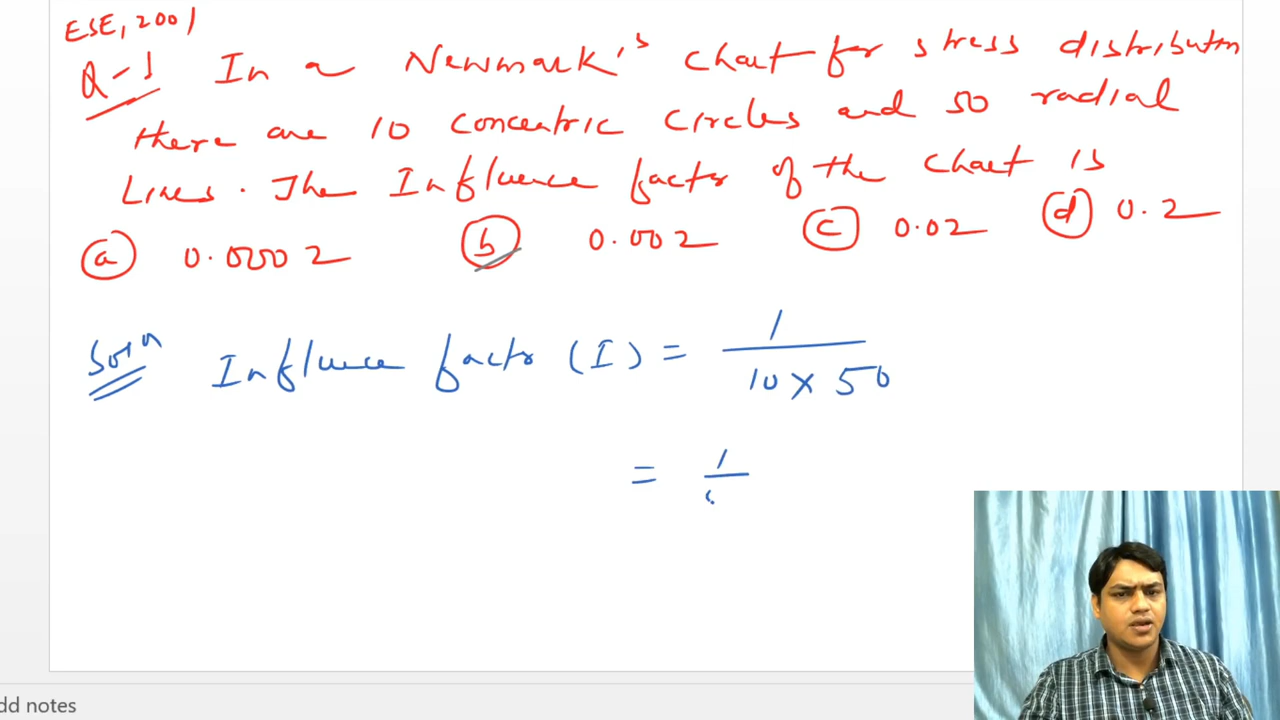 ESE, 2001
Q-1 In a Newmark's chart for stress distribution
there are 10 concentric circles and 50 radial
Lines. The Influence factor of the chart is
(a) 0.0002 (b) 0.002 (c) 0.02 (d) 0.2
Soln Influence factor (I) = 1 / 10 × 50
= 1
dd notes